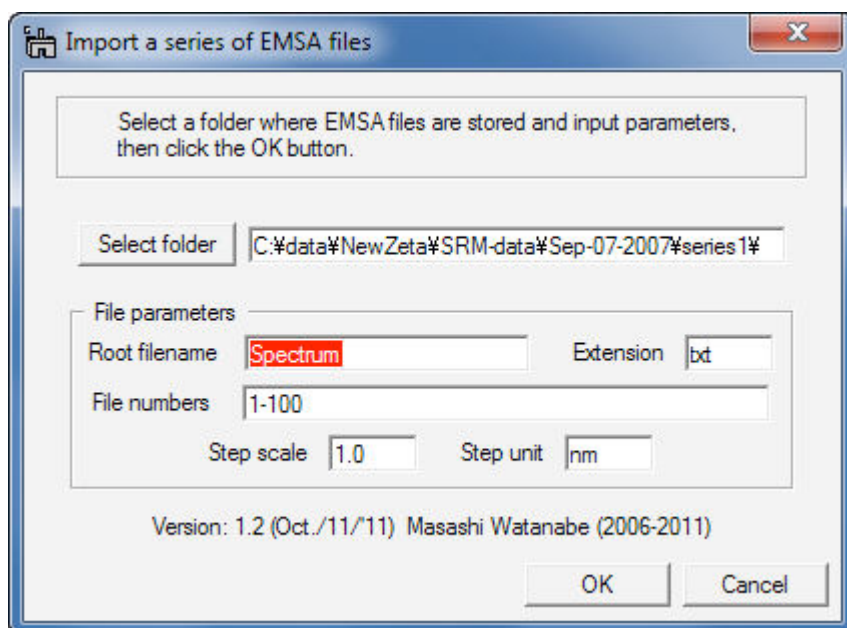 Import a series of EMSA files
Select a folder where EMSA files are stored and input parameters,
then click the OK button.
Select folder C:¥data¥NewZeta¥SRM-data¥Sep-07-2007¥series1¥
File parameters
Root filename Spectrum Extension txt
File numbers 1-100
Step scale 1.0 Step unit nm
Version: 1.2 (Oct./11/'11) Masashi Watanabe (2006-2011)
OK Cancel